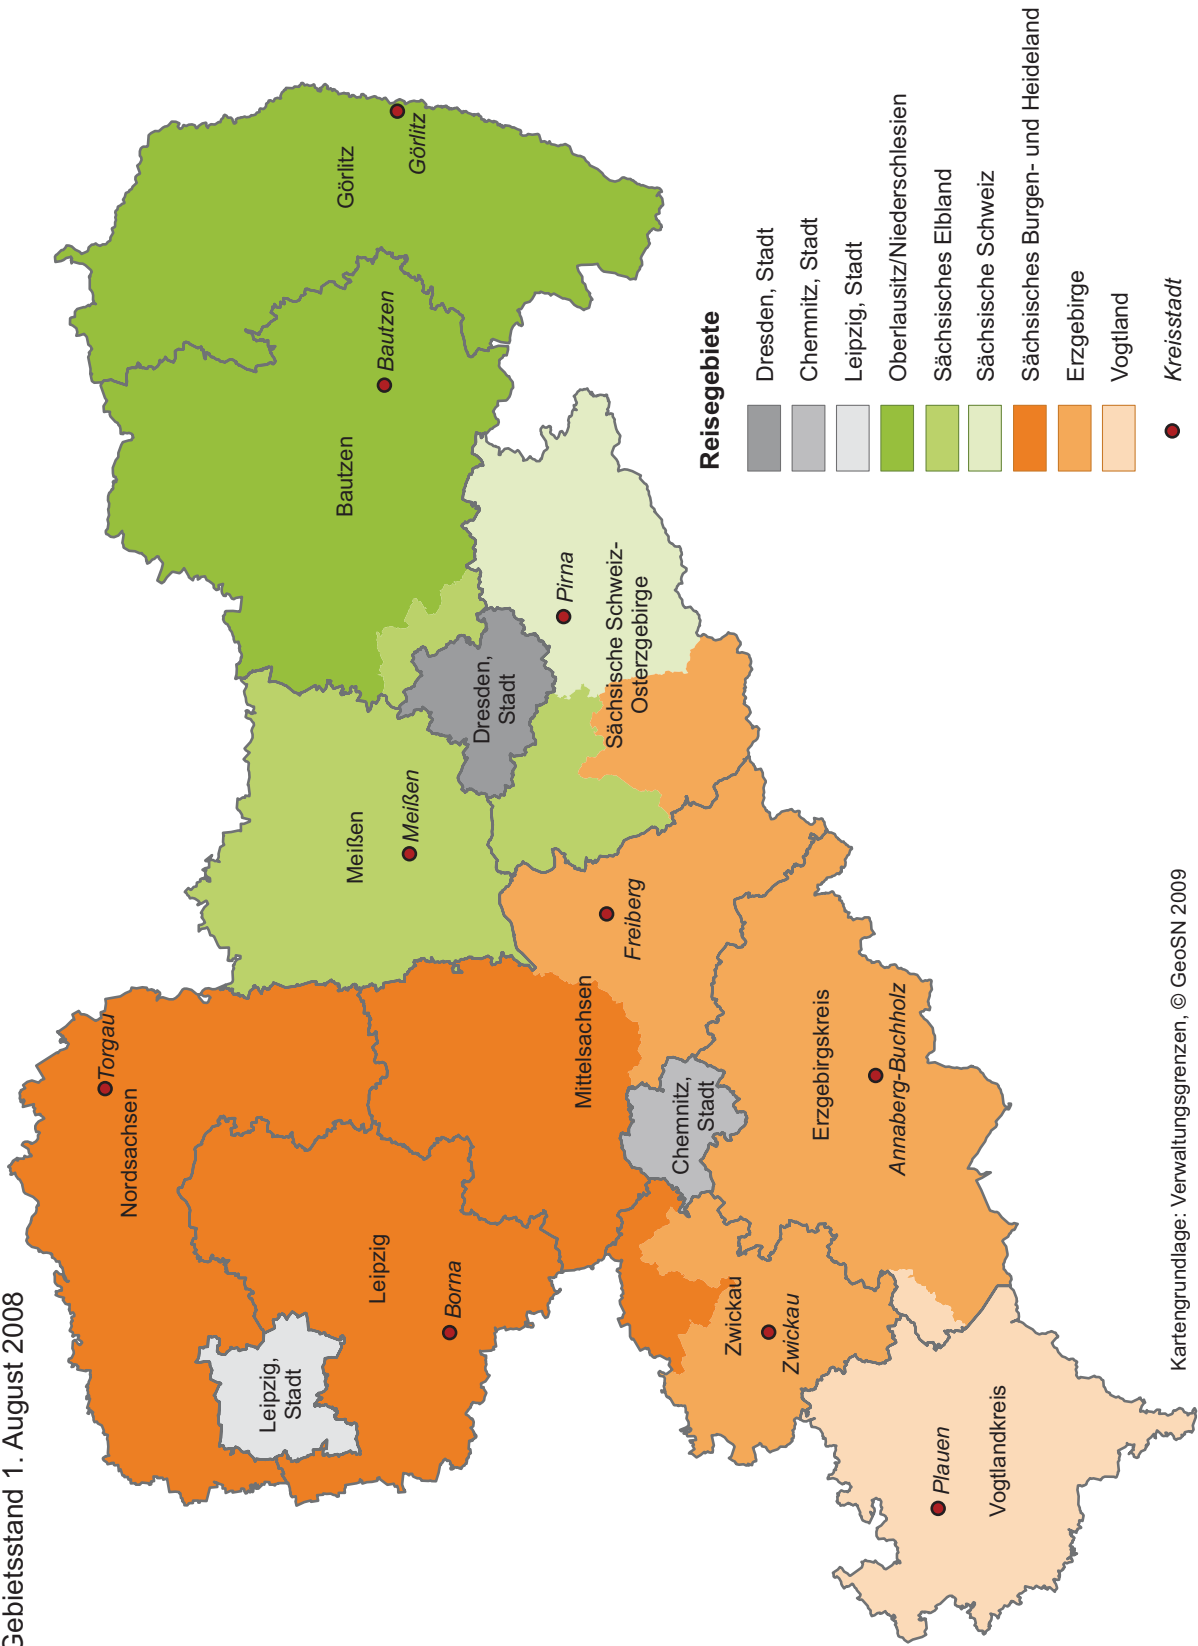 Gebietsstand 1. August 2008
Nordsachsen
Torgau
Leipzig,
Stadt
Leipzig
Borna
Meißen
Meißen
Bautzen
Bautzen
Görlitz
Görlitz
Dresden,
Stadt
Pirna
Sächsische Schweiz-
Osterzgebirge
Mittelsachsen
Freiberg
Chemnitz,
Stadt
Zwickau
Zwickau
Erzgebirgskreis
Annaberg-Buchholz
Plauen
Vogtlandkreis
Reisegebiete
Dresden, Stadt
Chemnitz, Stadt
Leipzig, Stadt
Oberlausitz/Niederschlesien
Sächsisches Elbland
Sächsische Schweiz
Sächsisches Burgen- und Heideland
Erzgebirge
Vogtland
Kreisstadt
Kartengrundlage: Verwaltungsgrenzen, © GeoSN 2009